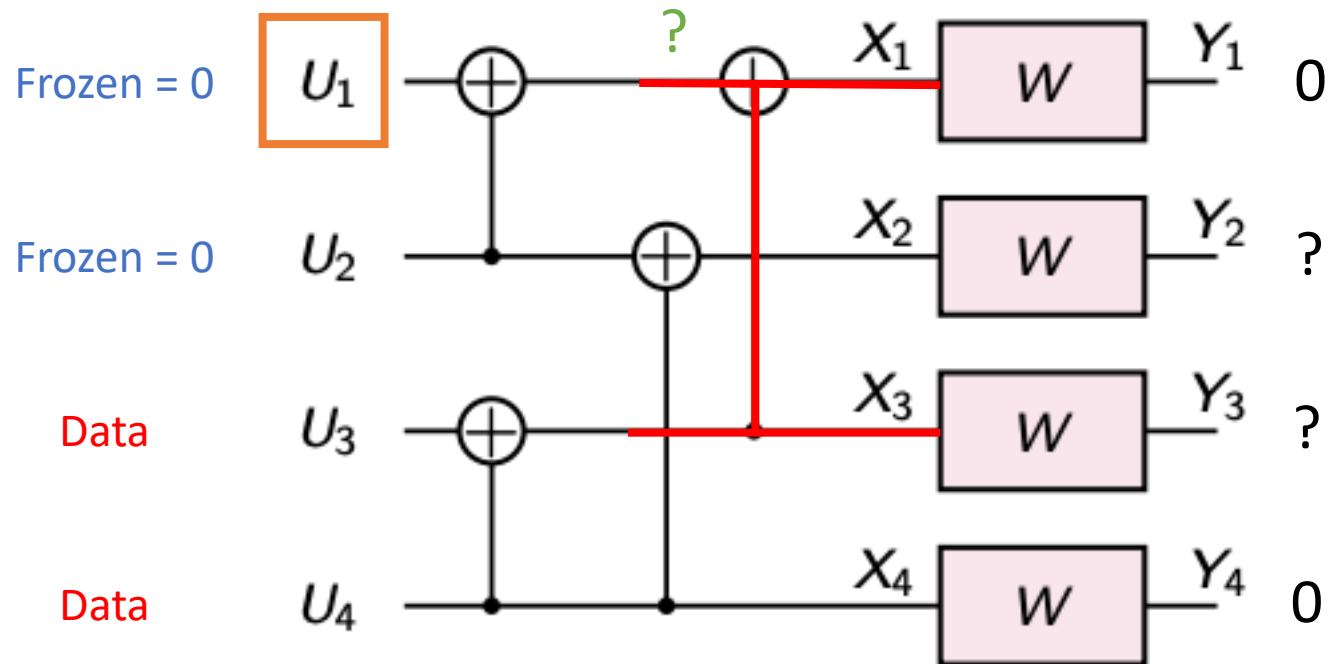 ?
Frozen = 0 U₁ X₁ W Y₁ 0
Frozen = 0 U₂ X₂ W Y₂ ?
Data U₃ X₃ W Y₃ ?
Data U₄ X₄ W Y₄ 0